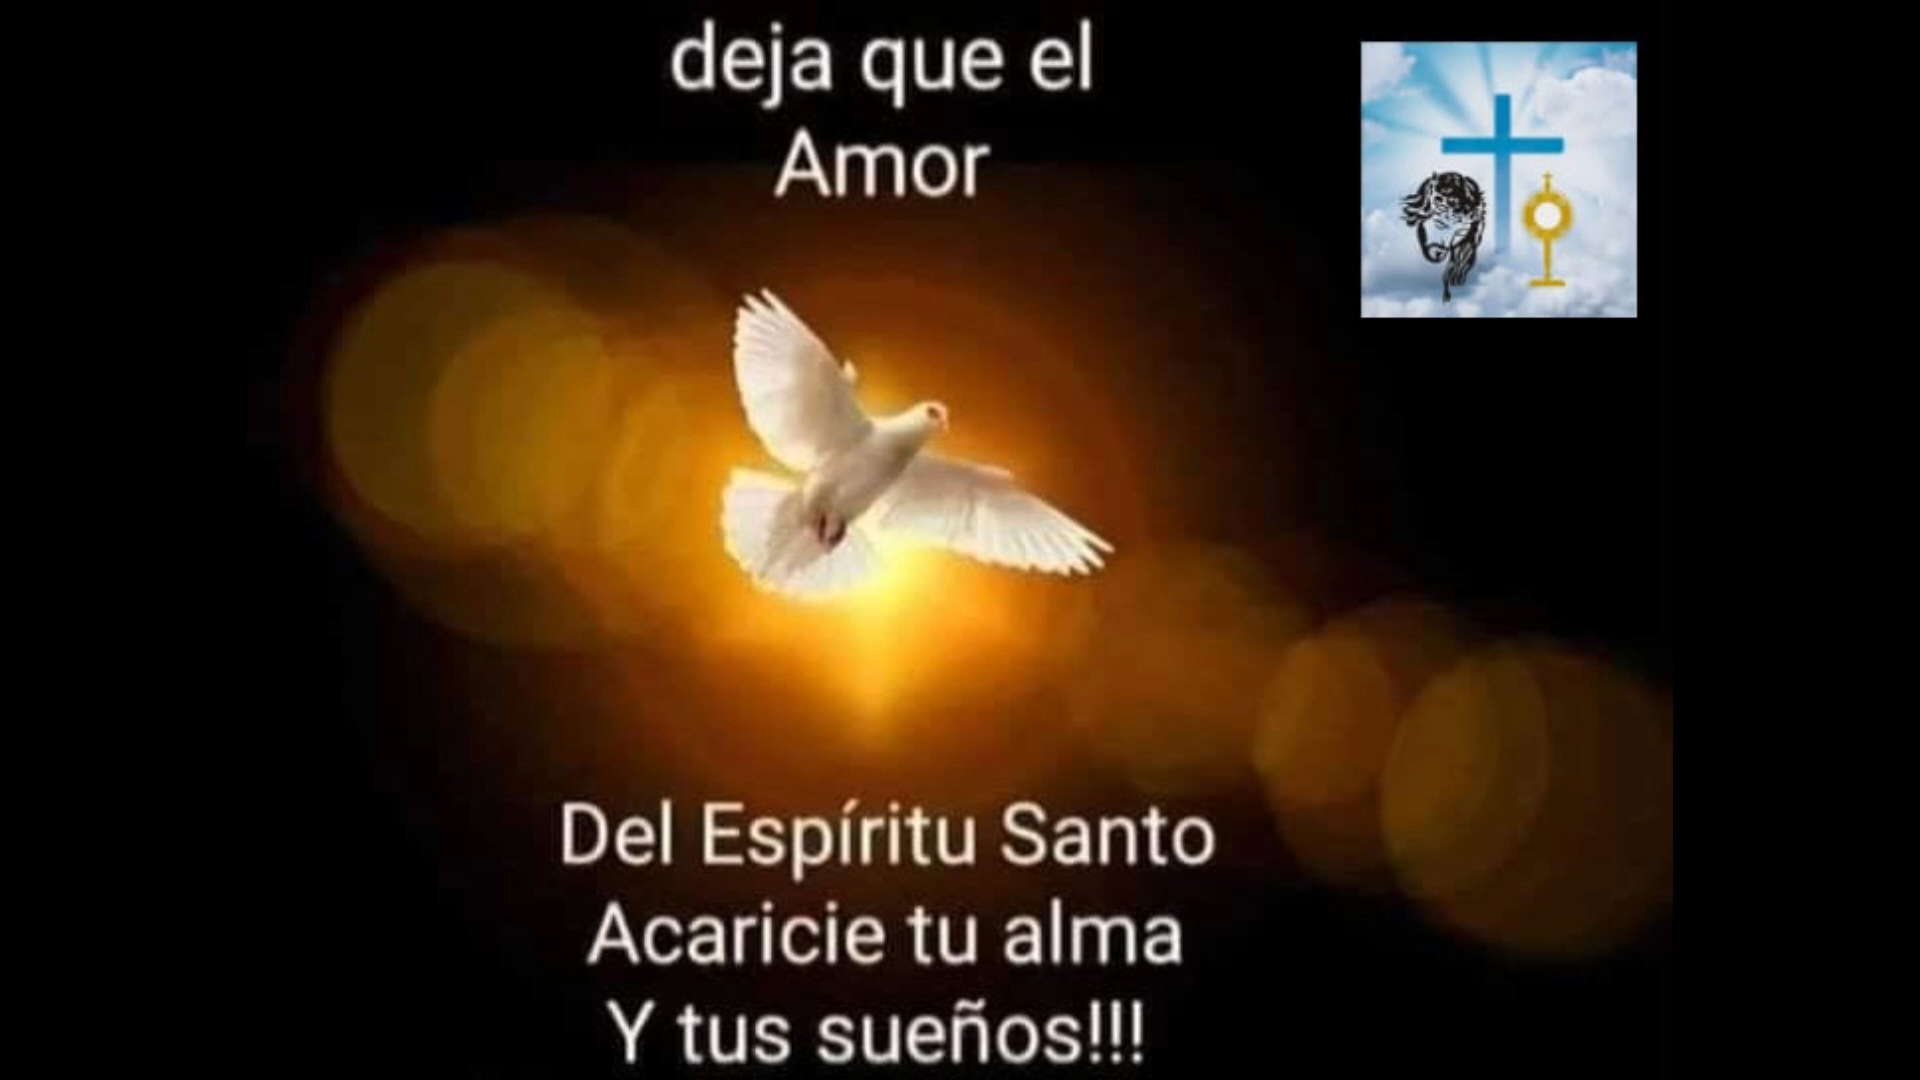 deja que el
Amor
Del Espíritu Santo
Acaricie tu alma
Y tus sueños!!!